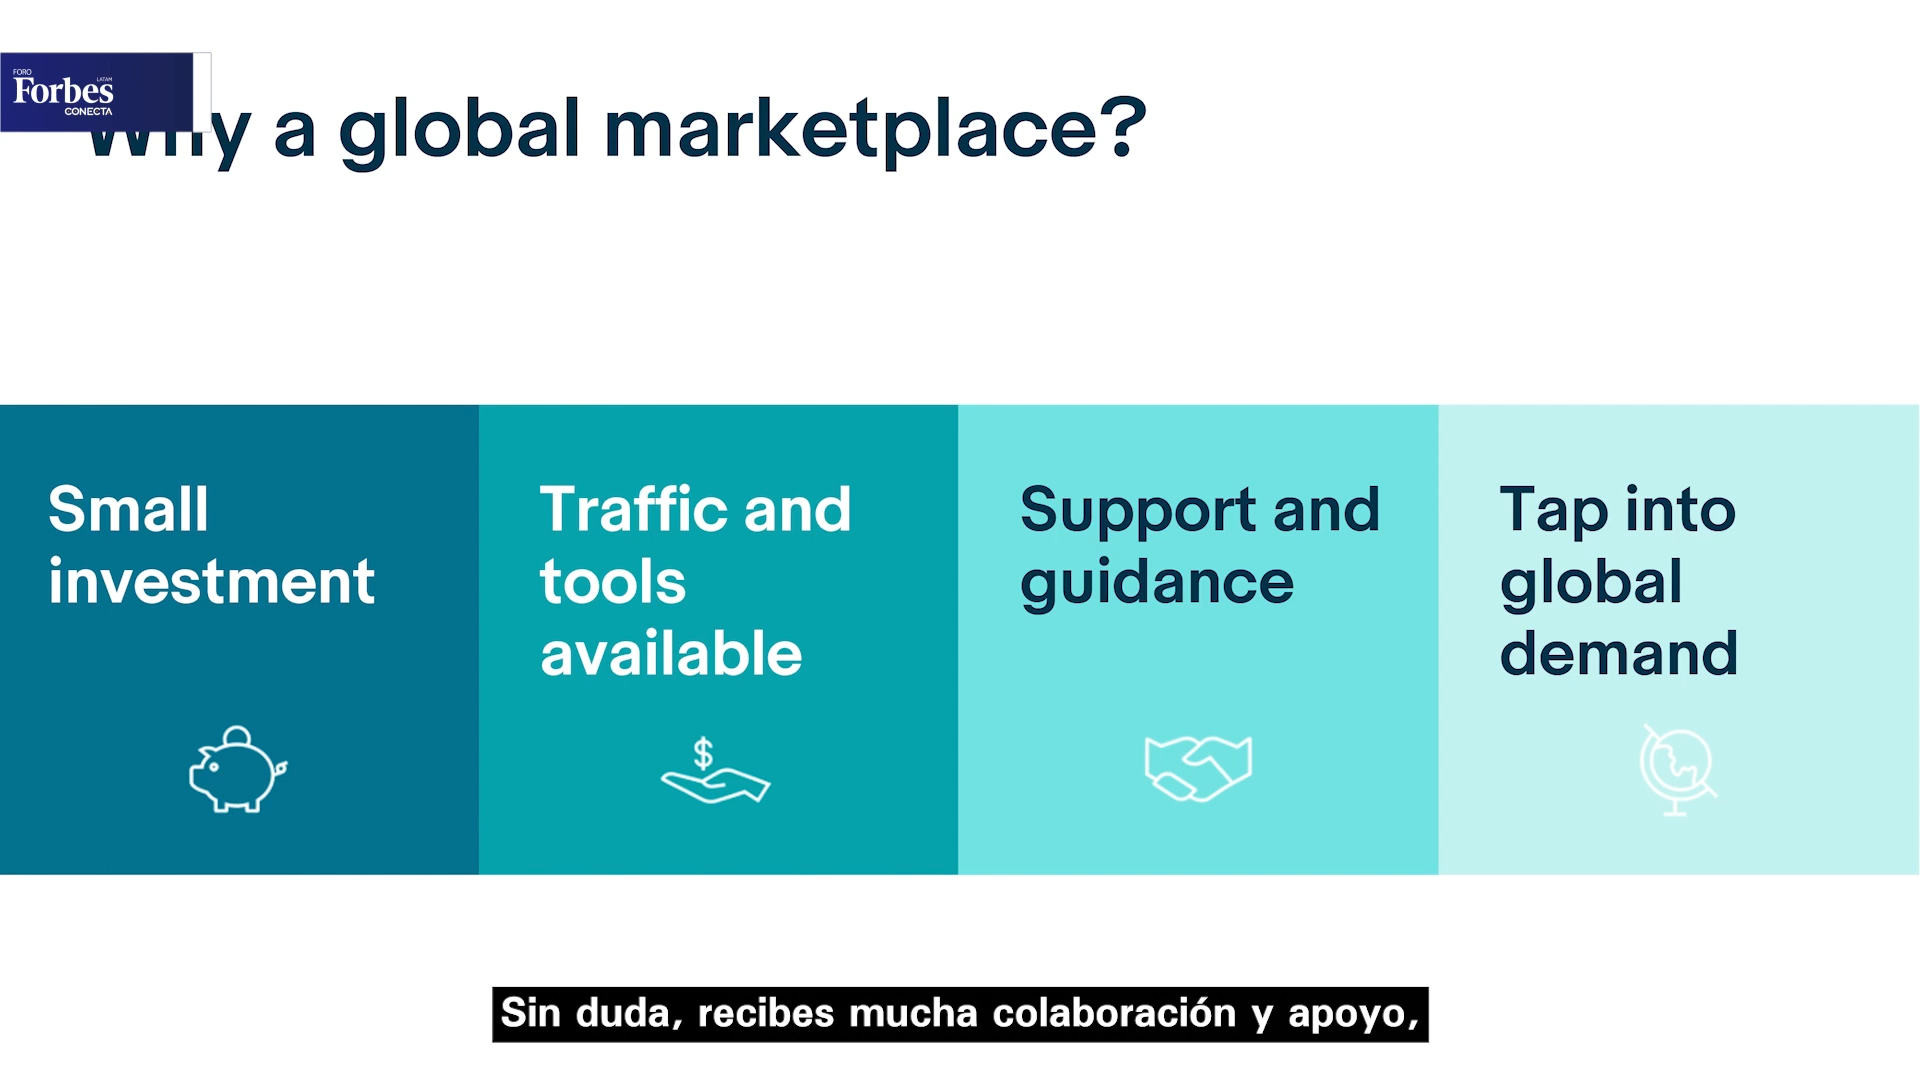 FORO
LATAM
Forbes
CONECTA
Why a global marketplace?
Small
investment
Traffic and
tools
available
Support and
guidance
Tap into
global
demand
$
Sin duda, recibes mucha colaboración y apoyo,